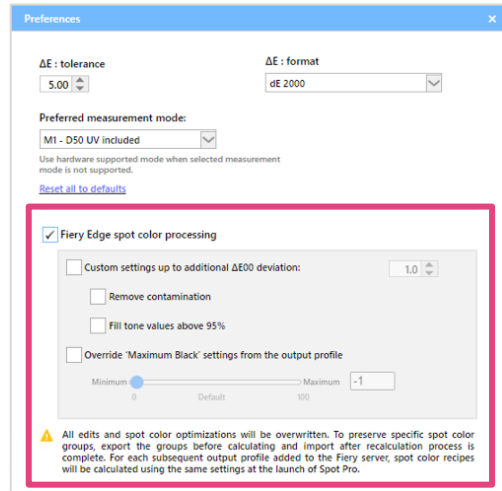 Preferences
ΔE : tolerance
ΔE : format
5.00
dE 2000
Preferred measurement mode:
M1 - D50 UV included
Use hardware supported mode when selected measurement
mode is not supported.
Reset all to defaults
Fiery Edge spot color processing
Custom settings up to additional ΔE00 deviation:
1.0
Remove contamination
Fill tone values above 95%
Override 'Maximum Black' settings from the output profile
Minimum
Maximum
-1
0
Default
100
All edits and spot color optimizations will be overwritten. To preserve specific spot color
groups, export the groups before calculating and import after recalculation process is
complete. For each subsequent output profile added to the Fiery server, spot color recipes
will be calculated using the same settings at the launch of Spot Pro.